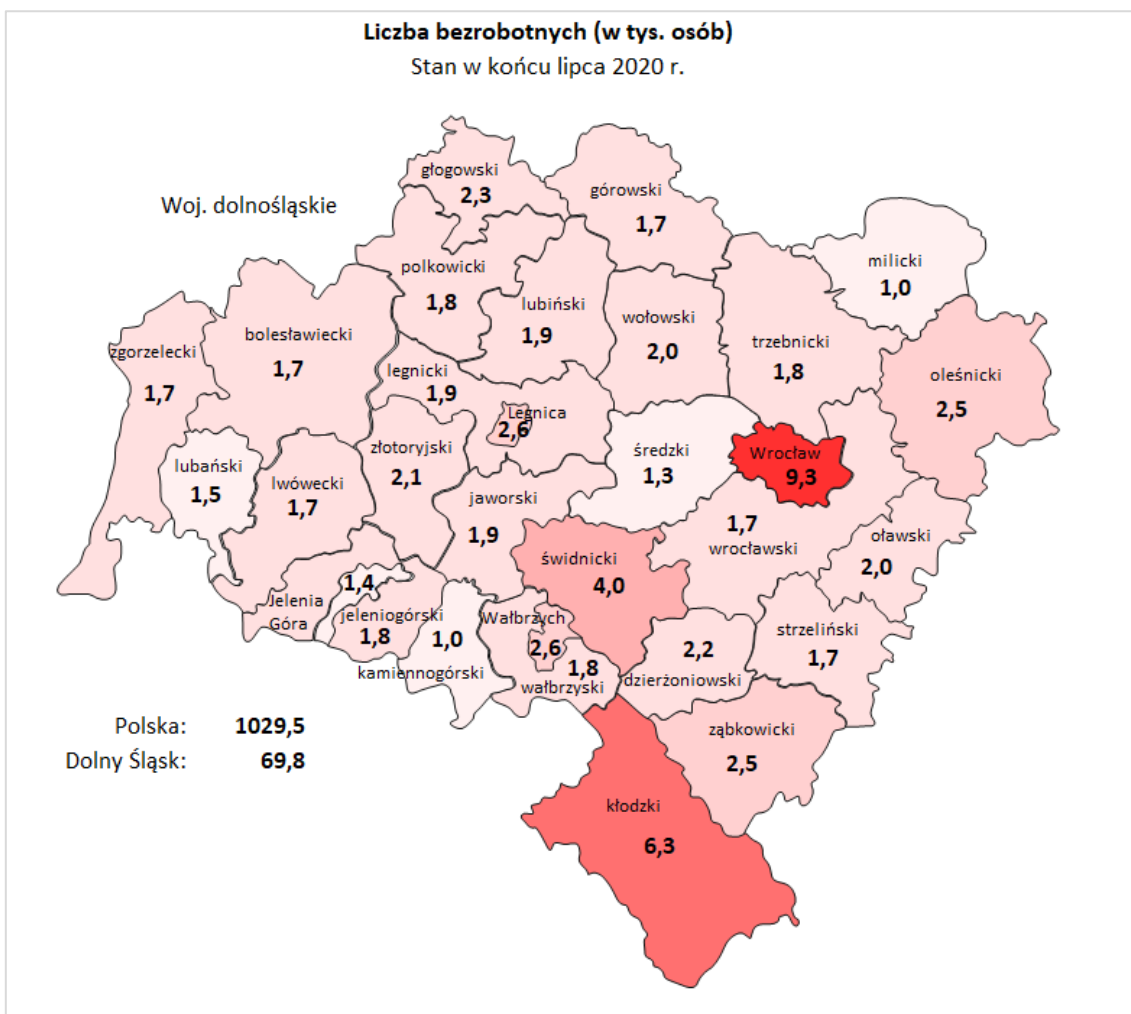 Liczba bezrobotnych (w tys. osób)
Stan w końcu lipca 2020 r.
Woj. dolnośląskie
głogowski
2,3
górowski
1,7
milicki
1,0
polkowicki
1,8
lubiński
1,9
wołowski
2,0
trzebnicki
1,8
oleśnicki
2,5
zgorzelecki
1,7
bolesławiecki
1,7
legnicki
1,9
Legnica
2,6
złotoryjski
2,1
średzki
1,3
Wrocław
9,3
lubański
1,5
lwówecki
1,7
jaworski
1,9
1,7
wrocławski
oławski
2,0
świdnicki
4,0
1,4
Jelenia
Góra
jeleniogórski
1,8
1,0
kamiennogórski
Wałbrzych
2,6
1,8
wałbrzyski
2,2
dzierżoniowski
strzeliński
1,7
ząbkowicki
2,5
kłodzki
6,3
Polska: 1029,5
Dolny Śląsk: 69,8